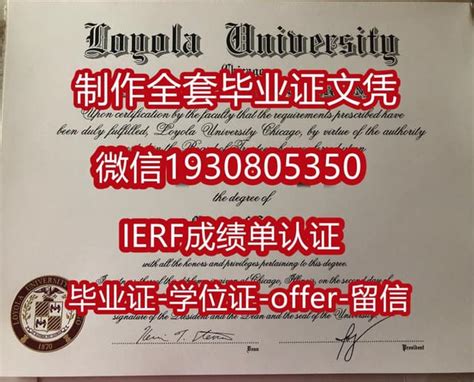 Loyola University
Chicago
制作全套毕业证文凭
Upon certification by the faculty that the requirements prescribed have
been duly fulfilled, Loyola University Chicago, by virtue of the authority
微信1930805350
the degree of
IERF成绩单认证
with all the honors and privileges pertaining to this degree.
毕业证-学位证-offer-留信
signature of the President and the Dean and the seal of the University.
Dean
1870